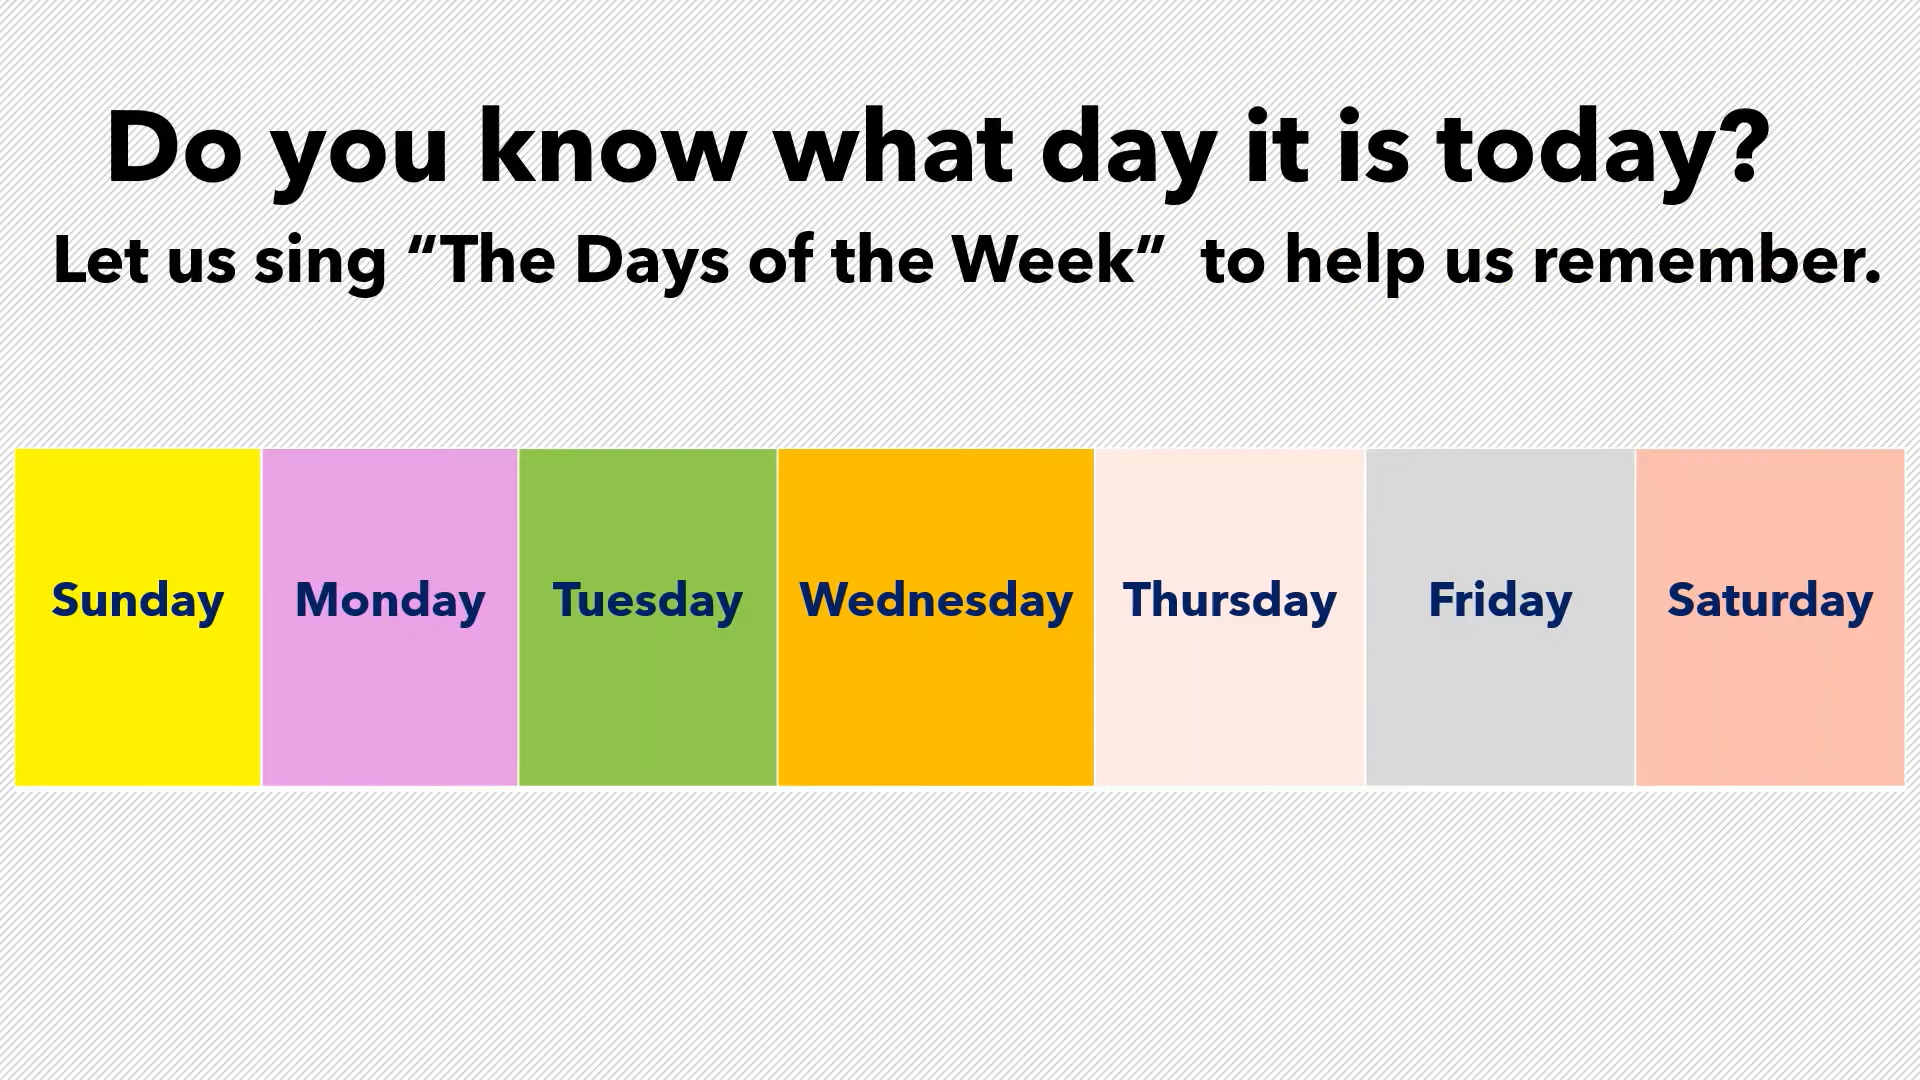 Do you know what day it is today?
Let us sing “The Days of the Week” to help us remember.
Sunday Monday Tuesday Wednesday Thursday Friday Saturday